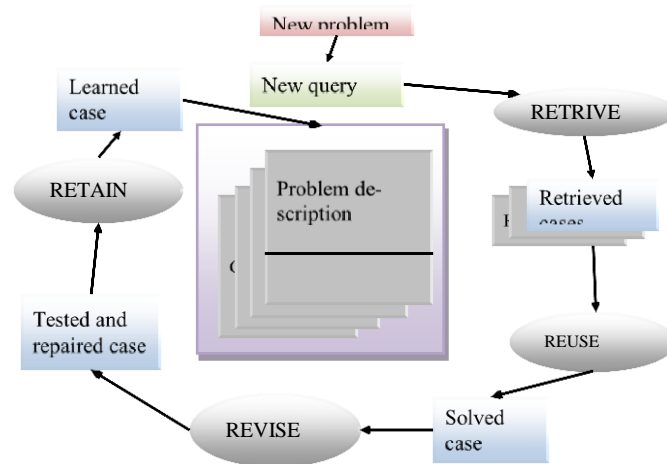 New problem
New query
Learned
case
RETRIVE
RETAIN
Problem de-
scription
Retrieved
cases
Tested and
repaired case
REUSE
Solved
case
REVISE